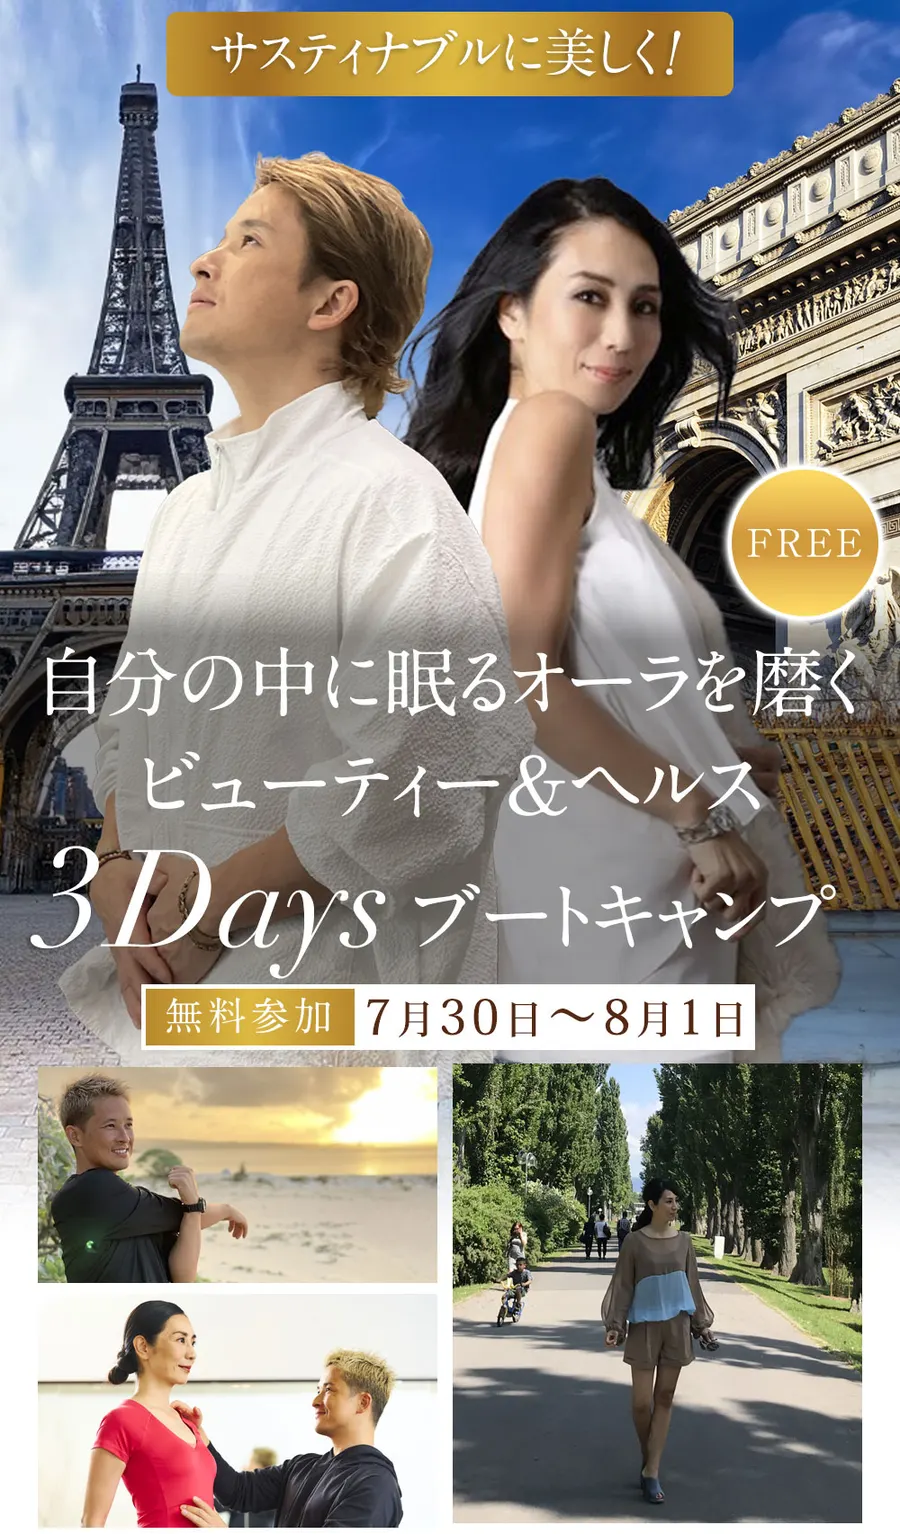 サスティナブルに美しく!
FREE
自分の中に眠るオーラを磨く
ビューティー&ヘルス
3Days ブートキャンプ
無料参加 7月30日〜8月1日